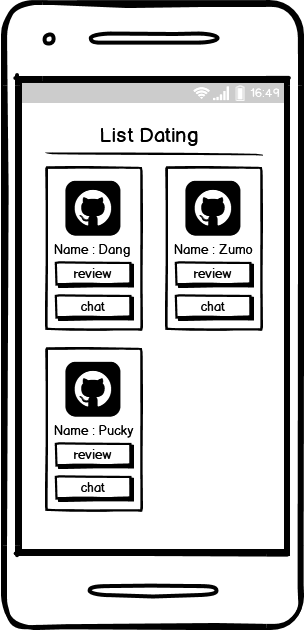 16:49
List Dating
Name : Dang
review
chat
Name : Zumo
review
chat
Name : Pucky
review
chat